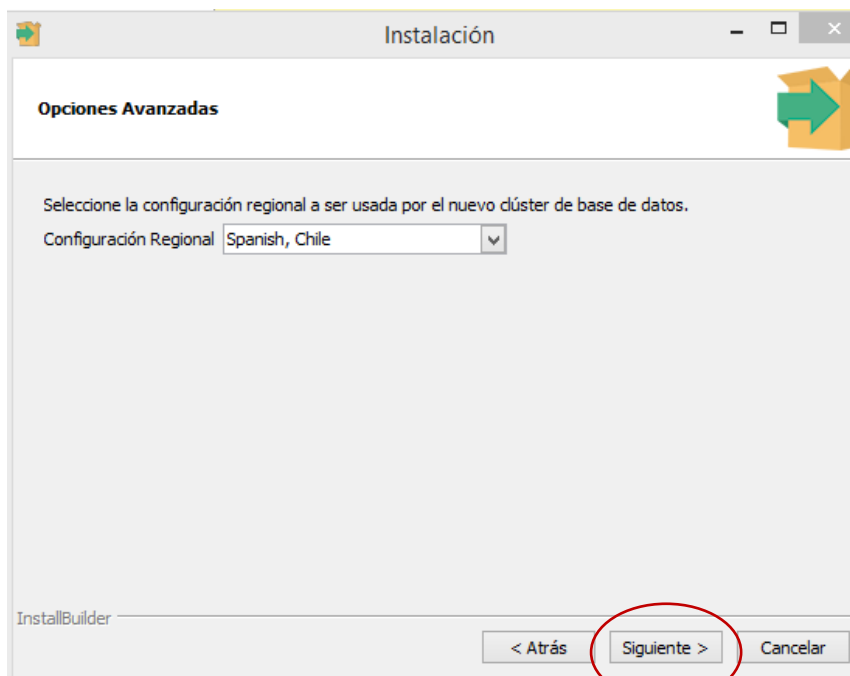 Instalación
Opciones Avanzadas
Seleccione la configuración regional a ser usada por el nuevo clúster de base de datos.
Configuración Regional Spanish, Chile
InstallBuilder
< Atrás Siguiente > Cancelar